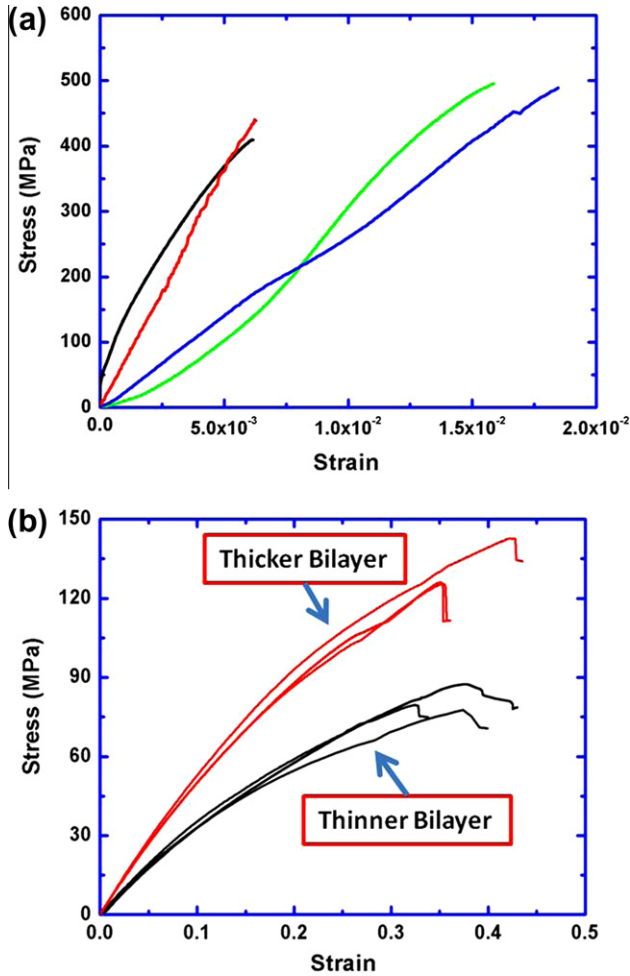 (a)
600
500
400
300
200
100
0
Stress (MPa)
0.0 5.0x10⁻³ 1.0x10⁻² 1.5x10⁻² 2.0x10⁻²
Strain
(b)
150
120
90
60
30
0
Stress (MPa)
Thicker Bilayer
Thinner Bilayer
0.0 0.1 0.2 0.3 0.4 0.5
Strain